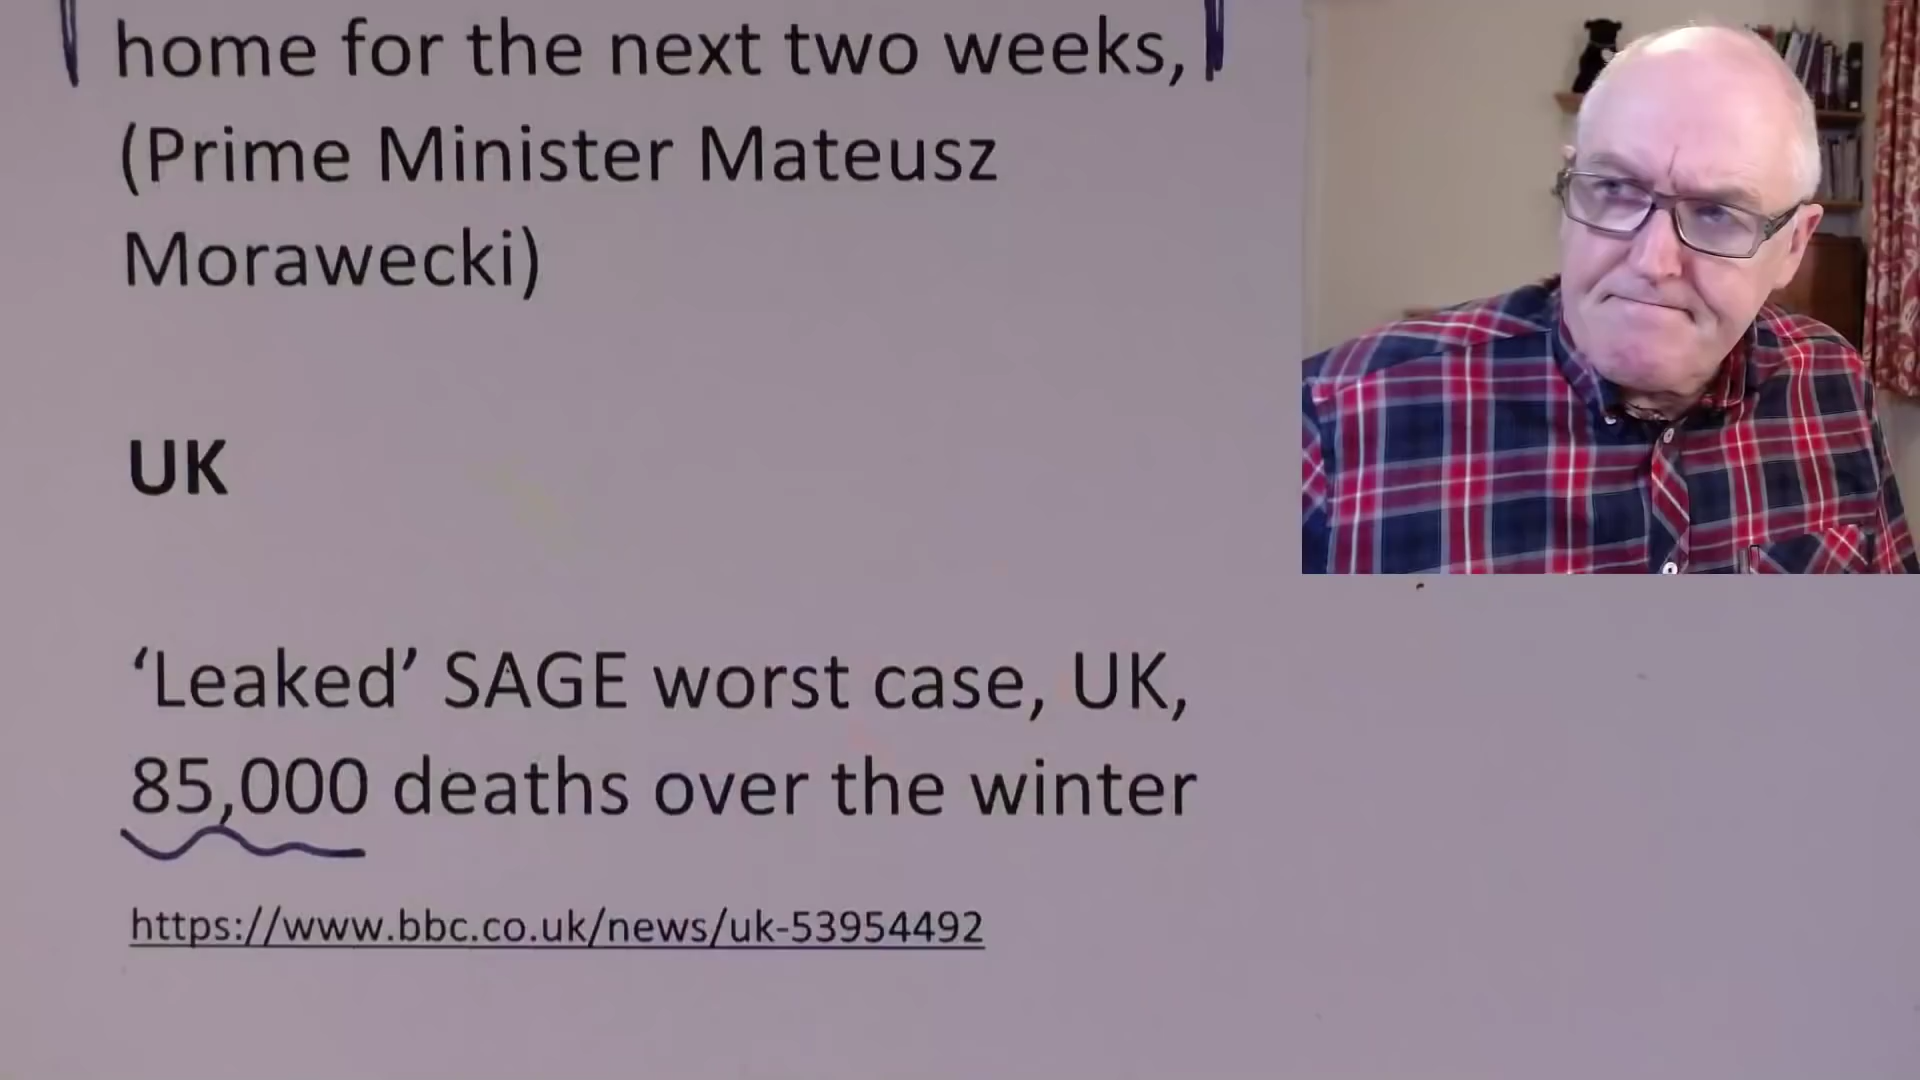 home for the next two weeks,
(Prime Minister Mateusz
Morawecki)
UK
‘Leaked’ SAGE worst case, UK,
85,000 deaths over the winter
https://www.bbc.co.uk/news/uk-53954492